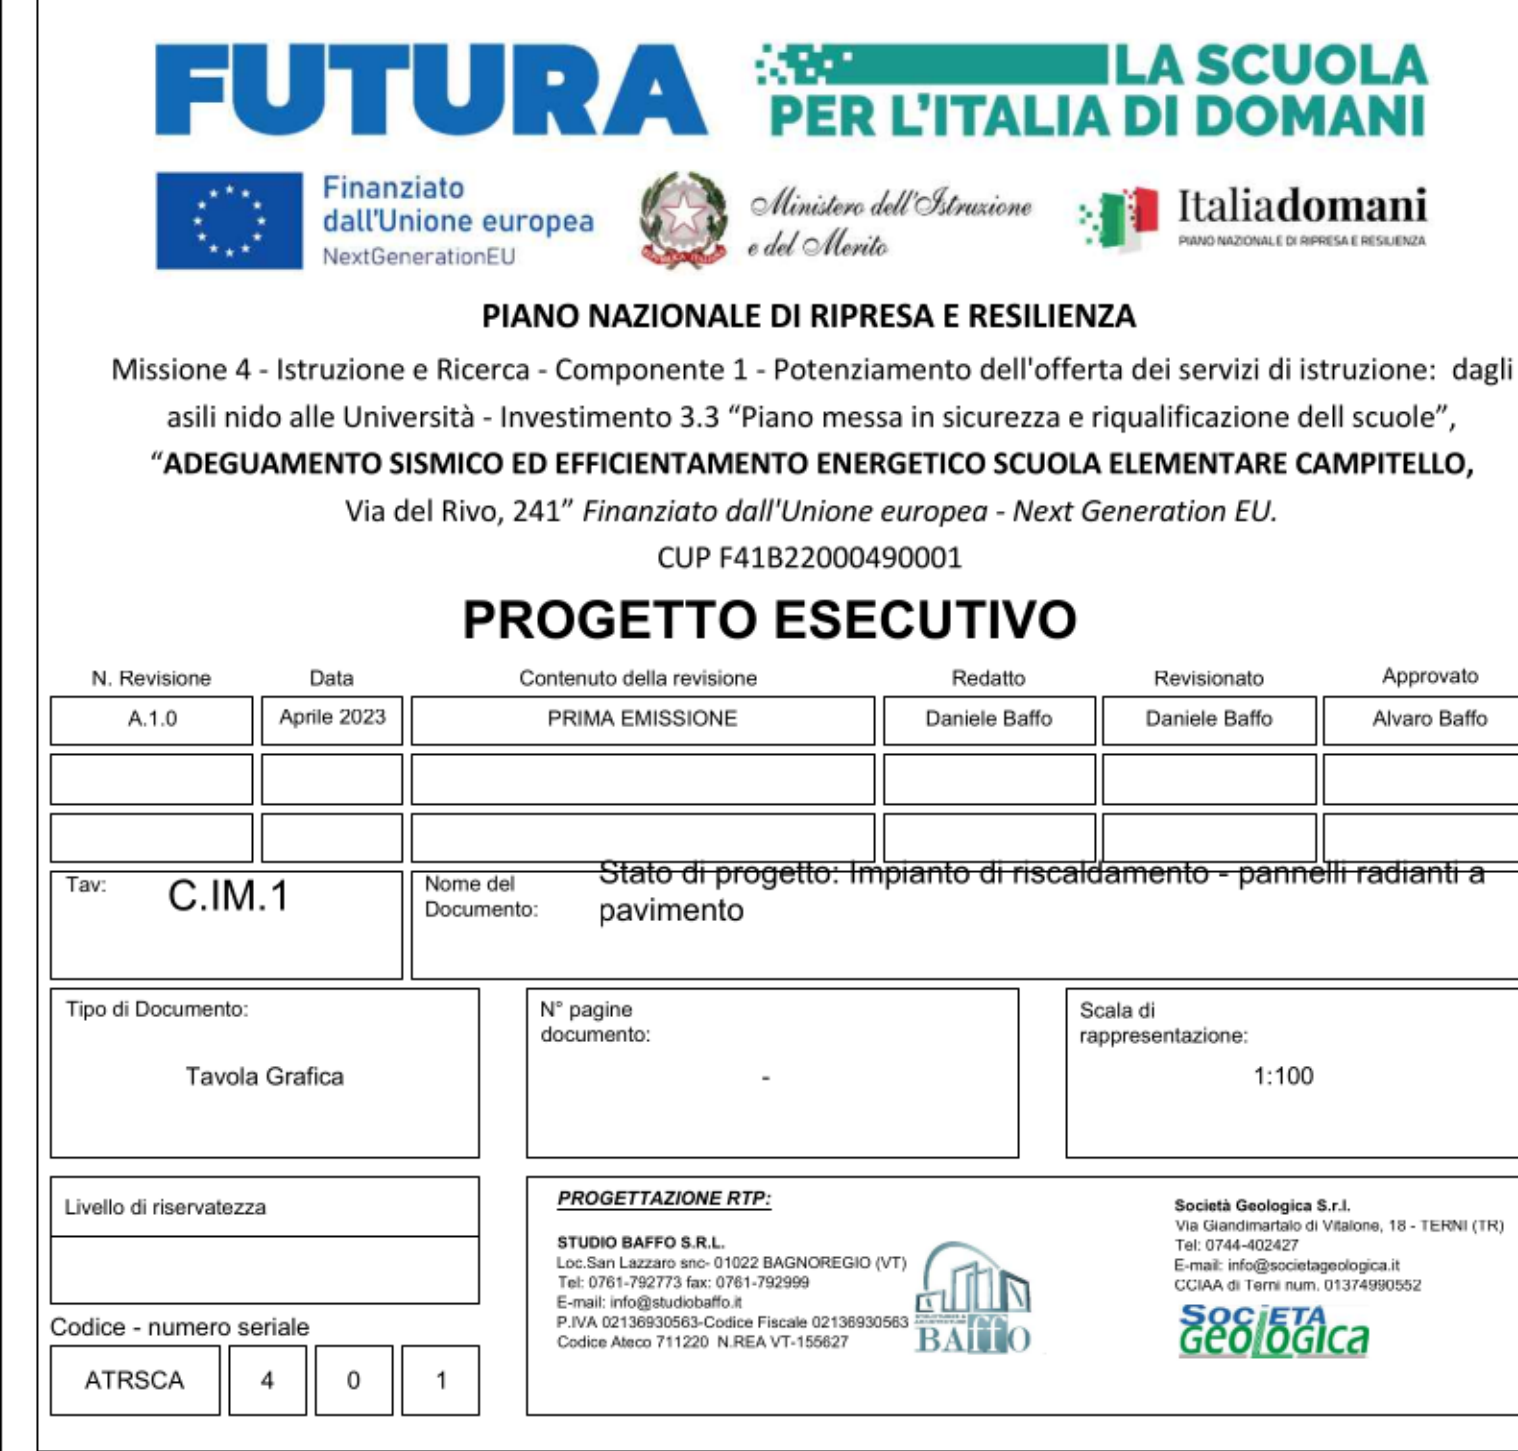 FUTURA
LA SCUOLA
PER L'ITALIA DI DOMANI
Finanziato
dall'Unione europea
NextGenerationEU
Ministero dell'Istruzione
e del Merito
Italiadomani
PIANO NAZIONALE DI RIPRESA E RESILIENZA
PIANO NAZIONALE DI RIPRESA E RESILIENZA
Missione 4 - Istruzione e Ricerca - Componente 1 - Potenziamento dell'offerta dei servizi di istruzione: dagli
asili nido alle Università - Investimento 3.3 “Piano messa in sicurezza e riqualificazione dell scuole”,
“ADEGUAMENTO SISMICO ED EFFICIENTAMENTO ENERGETICO SCUOLA ELEMENTARE CAMPITELLO,
Via del Rivo, 241” Finanziato dall'Unione europea - Next Generation EU.
CUP F41B22000490001
PROGETTO ESECUTIVO
N. Revisione Data Contenuto della revisione Redatto Revisionato Approvato
A.1.0 Aprile 2023 PRIMA EMISSIONE Daniele Baffo Daniele Baffo Alvaro Baffo
Tav: C.IM.1
Nome del
Documento:
Stato di progetto: Impianto di riscaldamento - pannelli radianti a
pavimento
Tipo di Documento:
Tavola Grafica
N° pagine
documento:
-
Scala di
rappresentazione:
1:100
Livello di riservatezza
Codice - numero seriale
ATRSCA 4 0 1
PROGETTAZIONE RTP:
STUDIO BAFFO S.R.L.
Loc.San Lazzaro snc- 01022 BAGNOREGIO (VT)
Tel: 0761-792773 fax: 0761-792999
E-mail: info@studiobaffo.it
P.IVA 02136930563-Codice Fiscale 02136930563
Codice Ateco 711220 N.REA VT-155627
BAffO
Società Geologica S.r.l.
Via Giandimartalo di Vitalone, 18 - TERNI (TR)
Tel: 0744-402427
E-mail: info@societageologica.it
CCIAA di Terni num. 01374990552
SOCIETA
GEOLOGICA